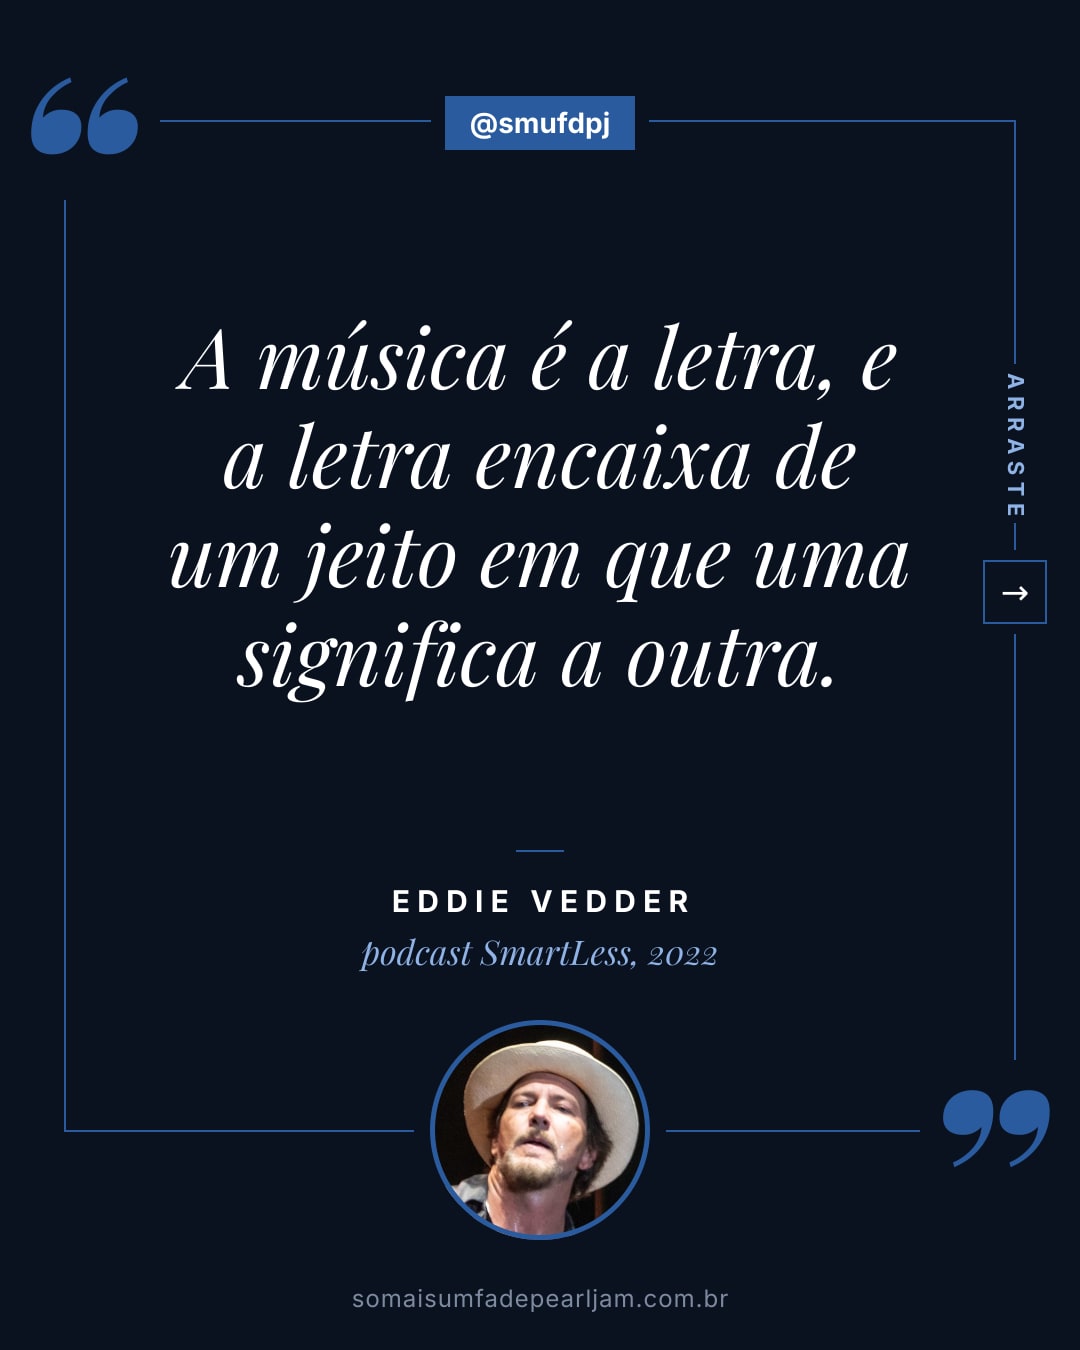 @smufdpj
A música é a letra, e
a letra encaixa de
um jeito em que uma
significa a outra.
ARRASTE
→
EDDIE VEDDER
podcast SmartLess, 2022
somaisumfadepearljam.com.br